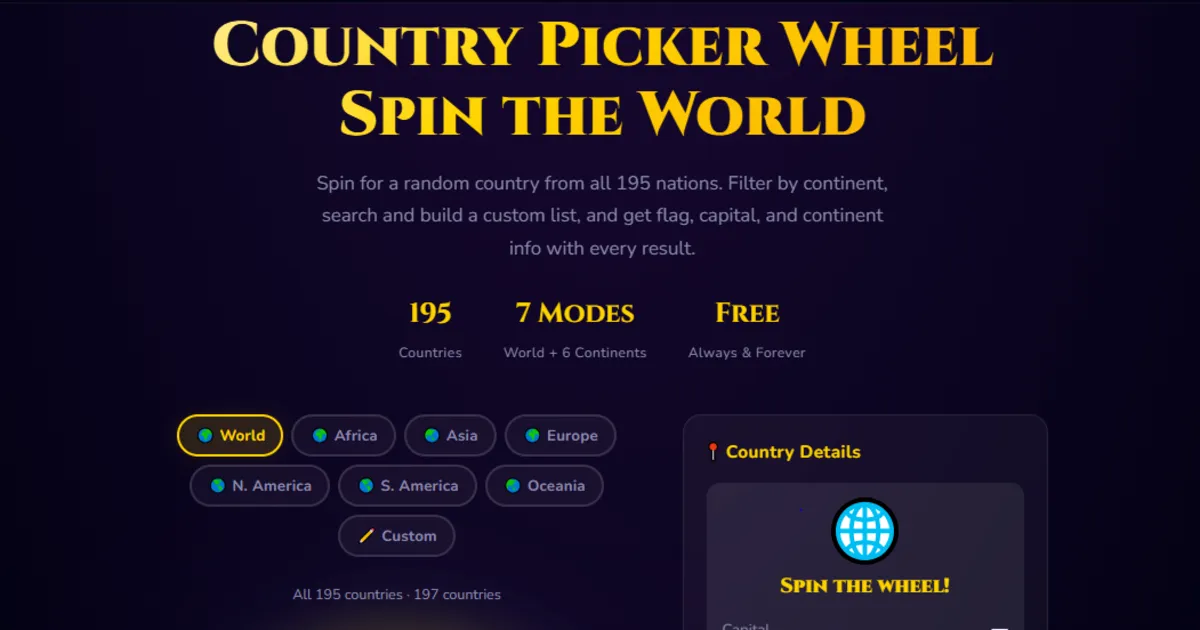 Country Picker Wheel
Spin the World
Spin for a random country from all 195 nations. Filter by continent,
search and build a custom list, and get flag, capital, and continent
info with every result.
195
Countries
7 Modes
World + 6 Continents
Free
Always & Forever
World
Africa
Asia
Europe
N. America
S. America
Oceania
Custom
All 195 countries · 197 countries
Country Details
Spin the wheel!
Capital